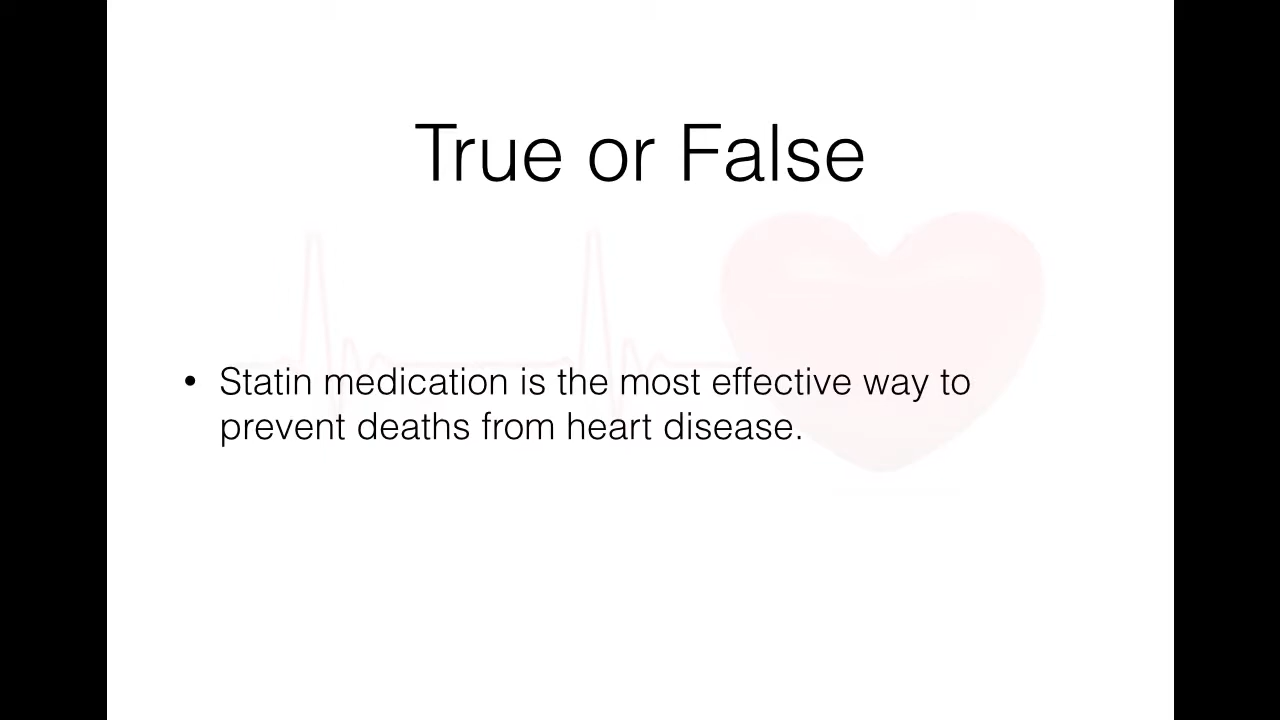 True or False
• Statin medication is the most effective way to
prevent deaths from heart disease.